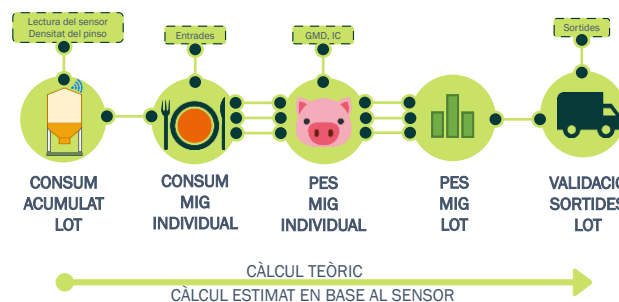 Lectura del sensor
Densitat del pinso
Entrades
GMD, IC
Sortides
CONSUM
ACUMULAT
LOT
CONSUM
MIG
INDIVIDUAL
PES
MIG
INDIVIDUAL
PES
MIG
LOT
VALIDACIÓ
SORTIDES
LOT
CÀLCUL TEÒRIC
CÀLCUL ESTIMAT EN BASE AL SENSOR